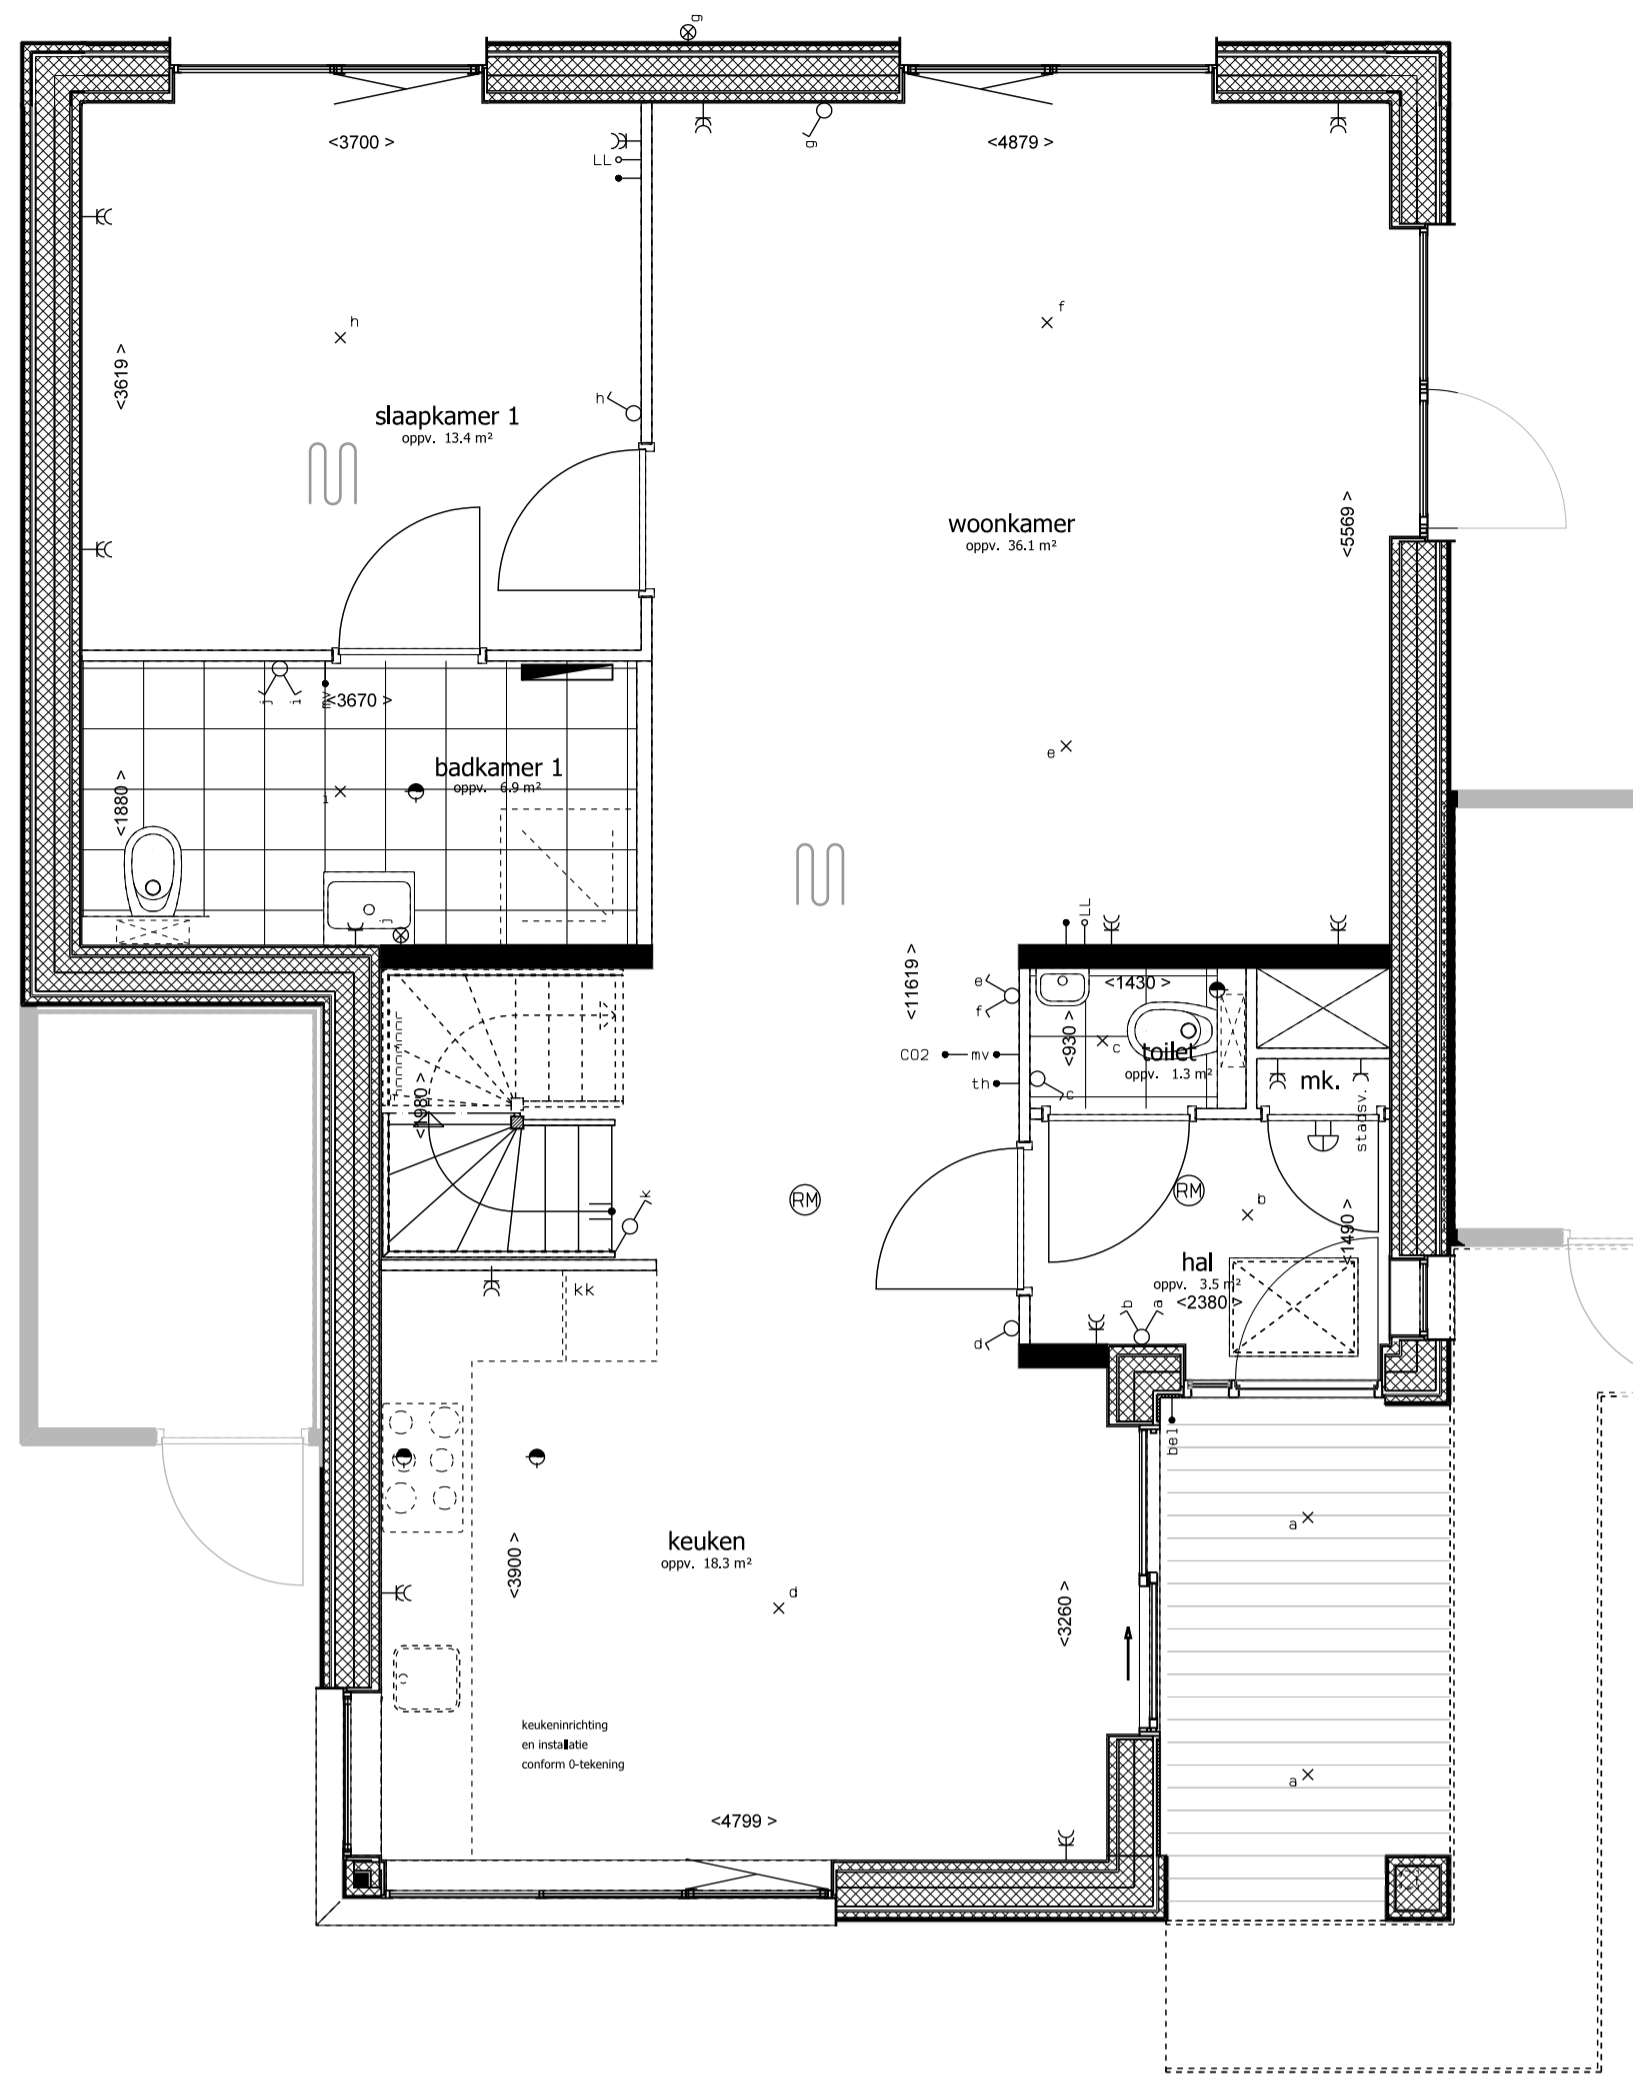 g
<3700 >
LL
g
<4879 >
h
f
<3619 >
h
slaapkamer 1
oppv. 13.4 m²
woonkamer
oppv. 36.1 m²
<5569 >
j
i
mv
<3670 >
e
badkamer 1
oppv. 6.9 m²
i
<1880 >
j
LL
<11619 >
e
f
<1430 >
<930 >
c
toilet
oppv. 1.3 m²
CO2
mv
th
c
mk.
stadsv.
<1980 >
k
RM
RM
b
<1490 >
hal
oppv. 3.5 m²
<2380 >
kk
b
a
d
bel
a
keuken
oppv. 18.3 m²
<3900 >
d
<3260 >
keukeninrichting
en installatie
conform 0-tekening
a
<4799 >